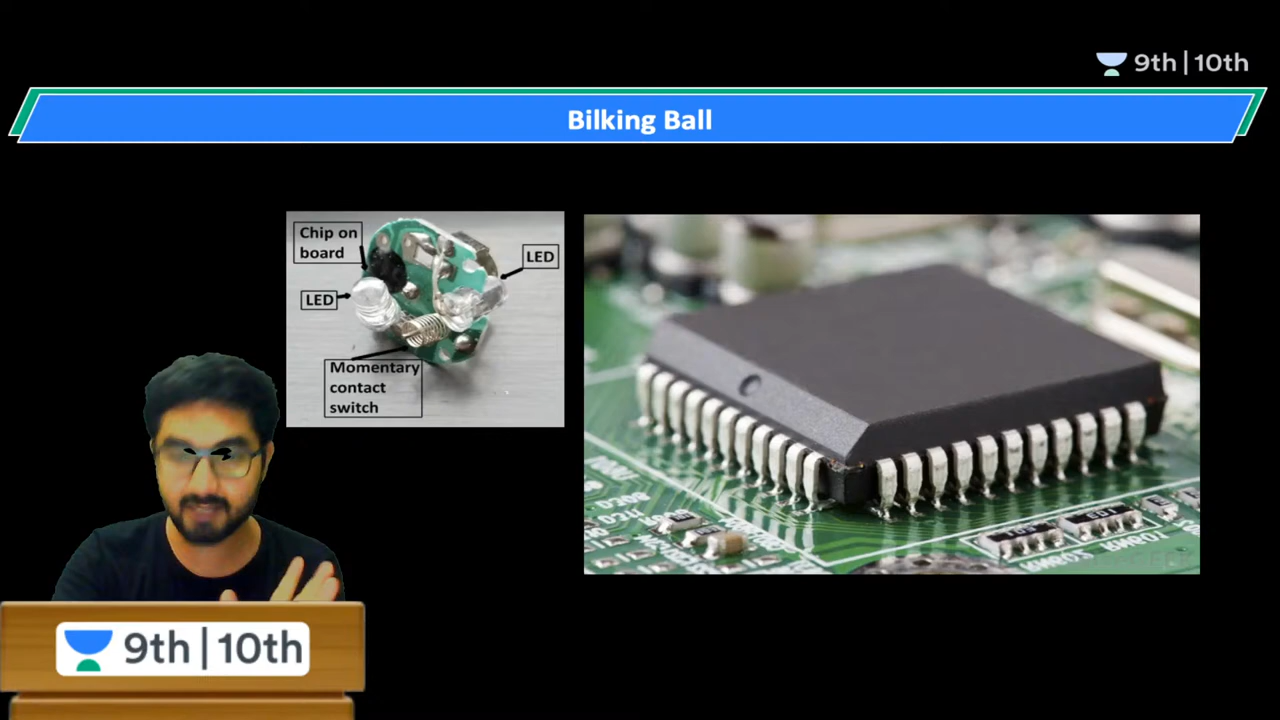 9th | 10th
Bilking Ball
Chip on
board
LED
LED
Momentary
contact
switch
9th | 10th